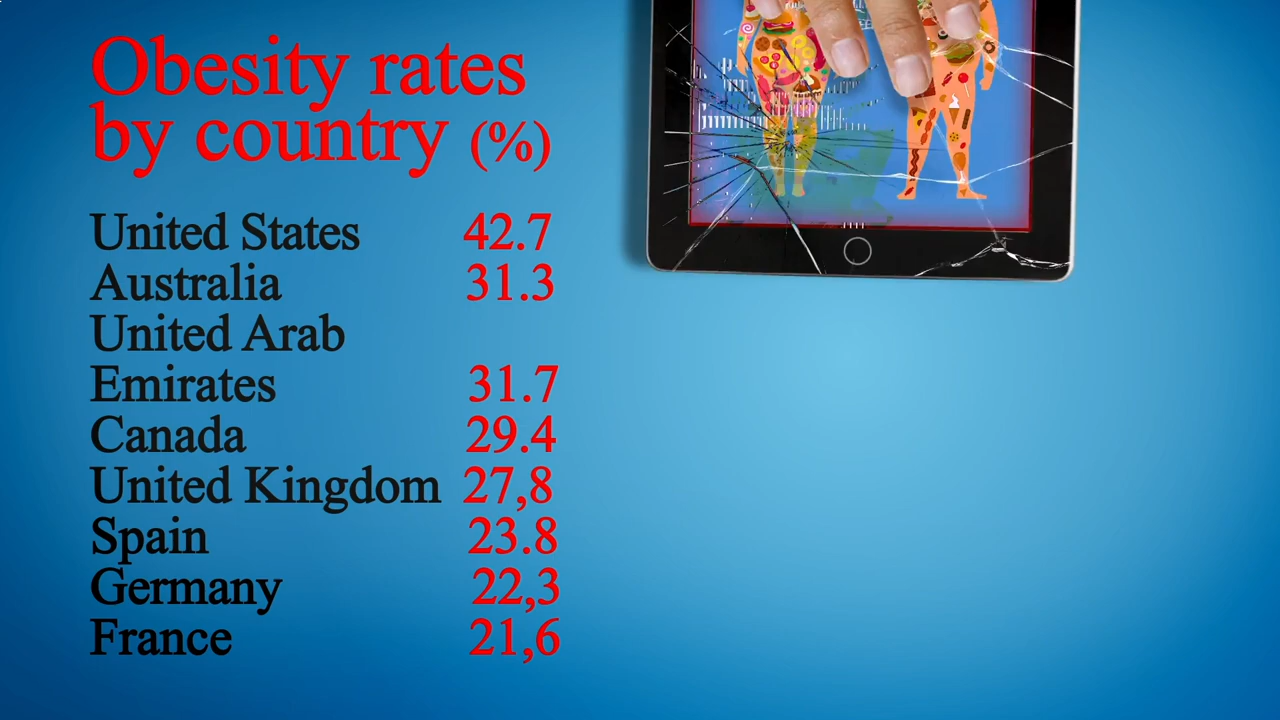 Obesity rates
by country (%)
United States 42.7
Australia 31.3
United Arab
Emirates 31.7
Canada 29.4
United Kingdom 27,8
Spain 23.8
Germany 22,3
France 21,6